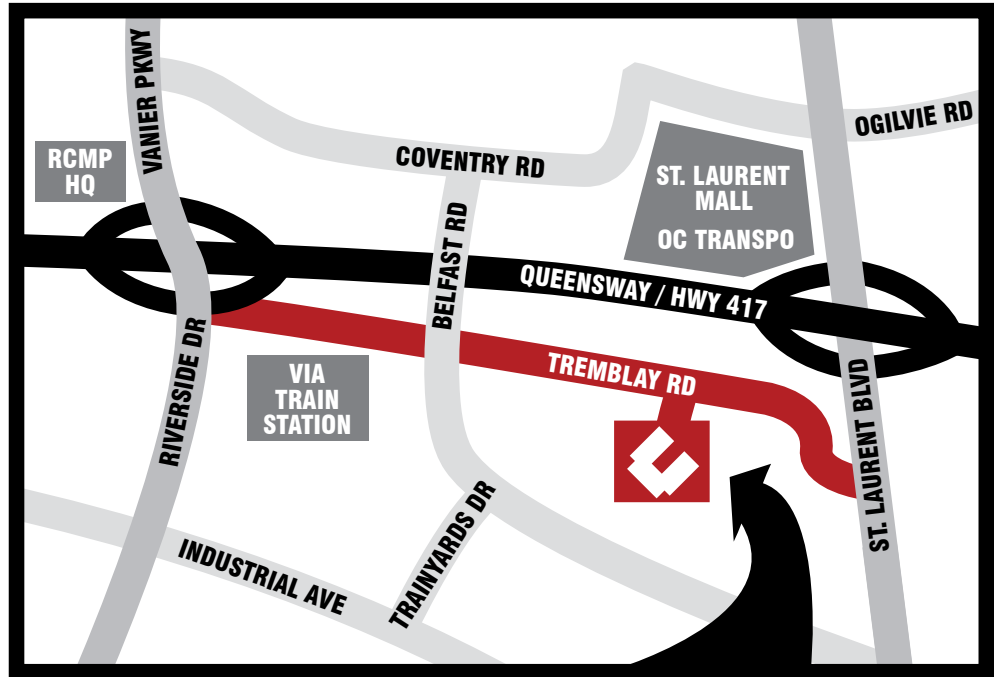 VANIER PKWY
OGILVIE RD
RCMP
HQ
COVENTRY RD
ST. LAURENT
MALL
OC TRANSPO
BELFAST RD
QUEENSWAY / HWY 417
RIVERSIDE DR
VIA
TRAIN
STATION
TREMBLAY RD
ST. LAURENT BLVD
TRAINYARDS DR
INDUSTRIAL AVE